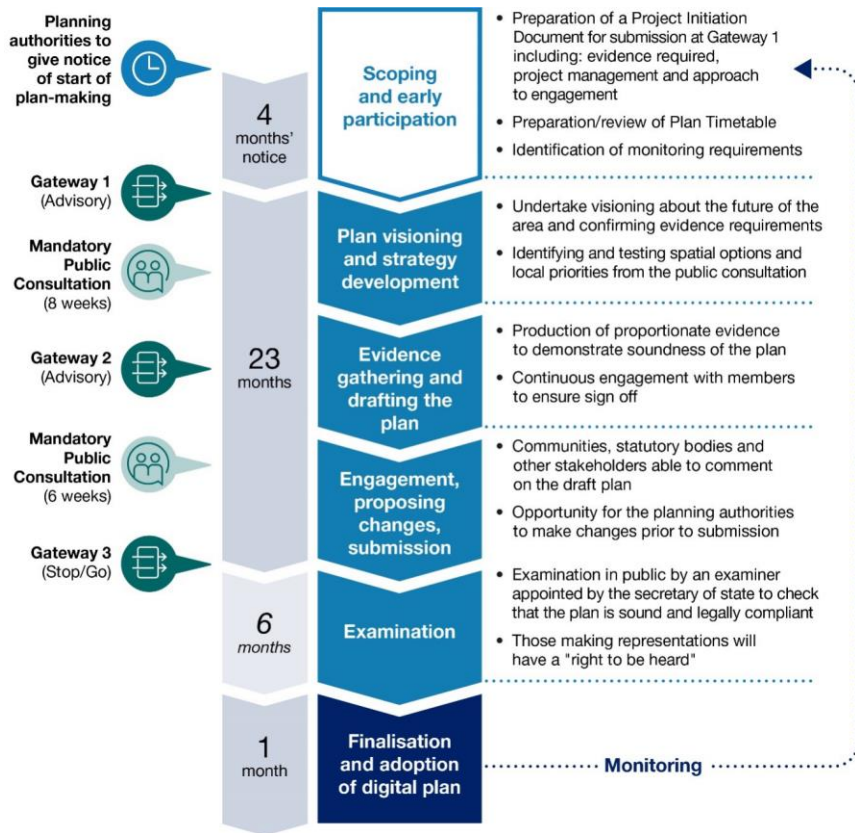 Planning
authorities to
give notice
of start of
plan-making
4
months'
notice
Scoping
and early
participation
• Preparation of a Project Initiation
Document for submission at Gateway 1
including: evidence required,
project management and approach
to engagement
• Preparation/review of Plan Timetable
• Identification of monitoring requirements
Gateway 1
(Advisory)
Mandatory
Public
Consultation
(8 weeks)
Gateway 2
(Advisory)
Mandatory
Public
Consultation
(6 weeks)
Gateway 3
(Stop/Go)
23
months
Plan visioning
and strategy
development
• Undertake visioning about the future of the
area and confirming evidence requirements
• Identifying and testing spatial options and
local priorities from the public consultation
Evidence
gathering and
drafting the
plan
• Production of proportionate evidence
to demonstrate soundness of the plan
• Continuous engagement with members
to ensure sign off
Engagement,
proposing
changes,
submission
• Communities, statutory bodies and
other stakeholders able to comment
on the draft plan
• Opportunity for the planning authorities
to make changes prior to submission
6
months
Examination
• Examination in public by an examiner
appointed by the secretary of state to check
that the plan is sound and legally compliant
• Those making representations will
have a "right to be heard"
1
month
Finalisation
and adoption
of digital plan
Monitoring